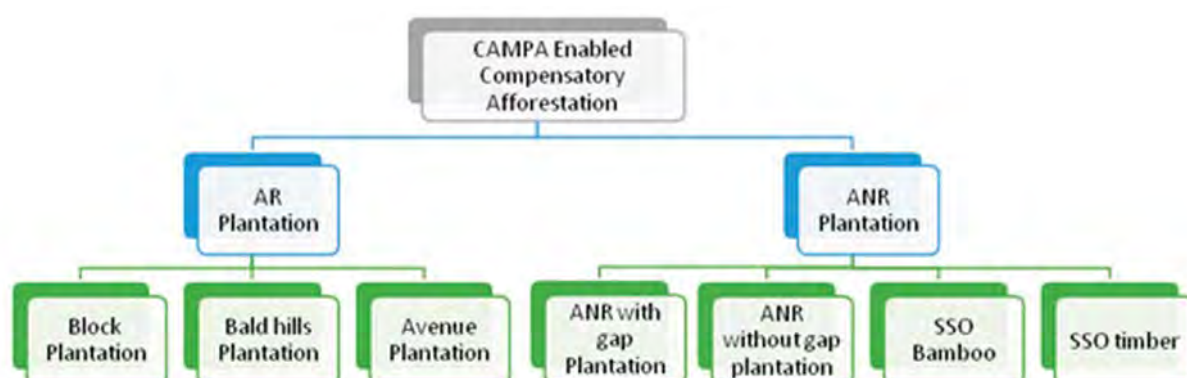 CAMPA Enabled
Compensatory
Afforestation
AR
Plantation
ANR
Plantation
Block
Plantation
Bald hills
Plantation
Avenue
Plantation
ANR with
gap
Plantation
ANR
without gap
plantation
SSO
Bamboo
SSO timber